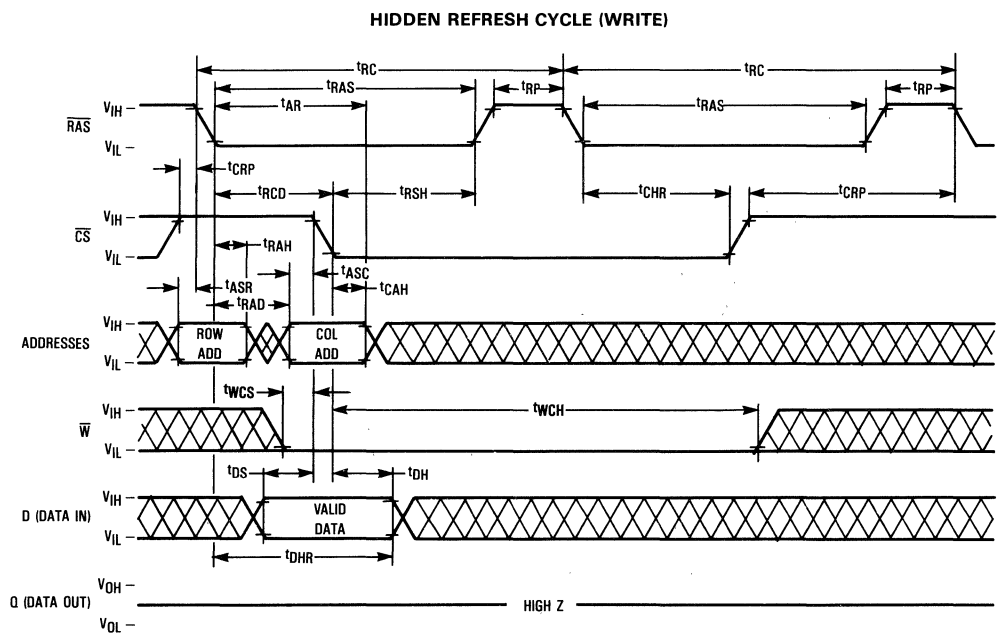 HIDDEN REFRESH CYCLE (WRITE)
tRC
tRC
tRAS
tRP
tRP
tAR
tRAS
VIH
RAS
VIL
tCRP
tRCD
tRSH
tCHR
tCRP
VIH
CS
VIL
tRAH
tASC
tASR
tCAH
tRAD
VIH
ADDRESSES
VIL
ROW
ADD
COL
ADD
tWCS
VIH
W
VIL
tWCH
tDS
tDH
VIH
D (DATA IN)
VIL
VALID
DATA
tDHR
VOH
Q (DATA OUT)
HIGH Z
VOL